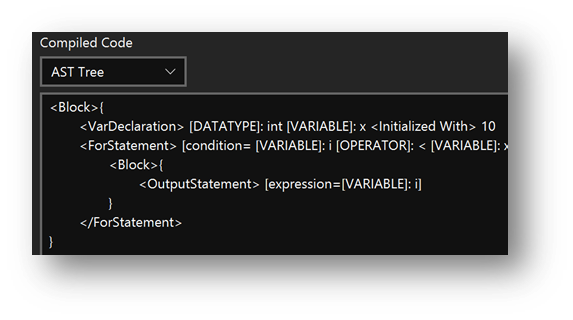 Compiled Code
AST Tree
<Block>{
<VarDeclaration> [DATATYPE]: int [VARIABLE]: x <Initialized With> 10
<ForStatement> [condition= [VARIABLE]: i [OPERATOR]: < [VARIABLE]: x
<Block>{
<OutputStatement> [expression=[VARIABLE]: i]
}
</ForStatement>
}